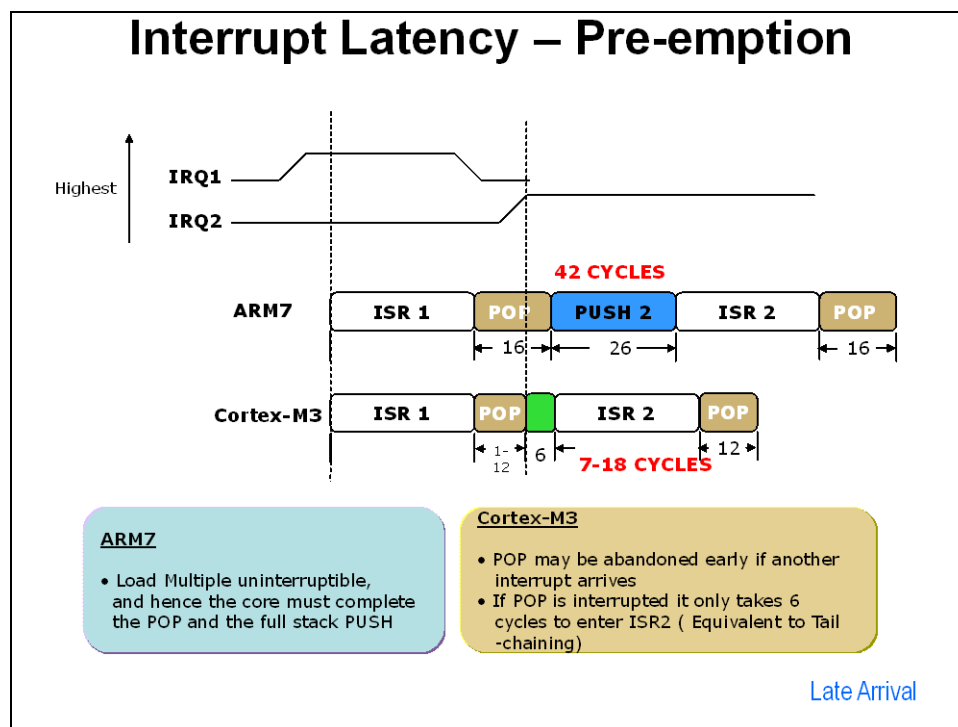 Interrupt Latency – Pre-emption
Highest
IRQ1
IRQ2
42 CYCLES
ARM7
ISR 1
POP
PUSH 2
ISR 2
POP
16
26
16
Cortex-M3
ISR 1
POP
ISR 2
POP
1-
12
6
7-18 CYCLES
12
ARM7
• Load Multiple uninterruptible,
and hence the core must complete
the POP and the full stack PUSH
Cortex-M3
• POP may be abandoned early if another
interrupt arrives
• If POP is interrupted it only takes 6
cycles to enter ISR2 ( Equivalent to Tail
-chaining)
Late Arrival